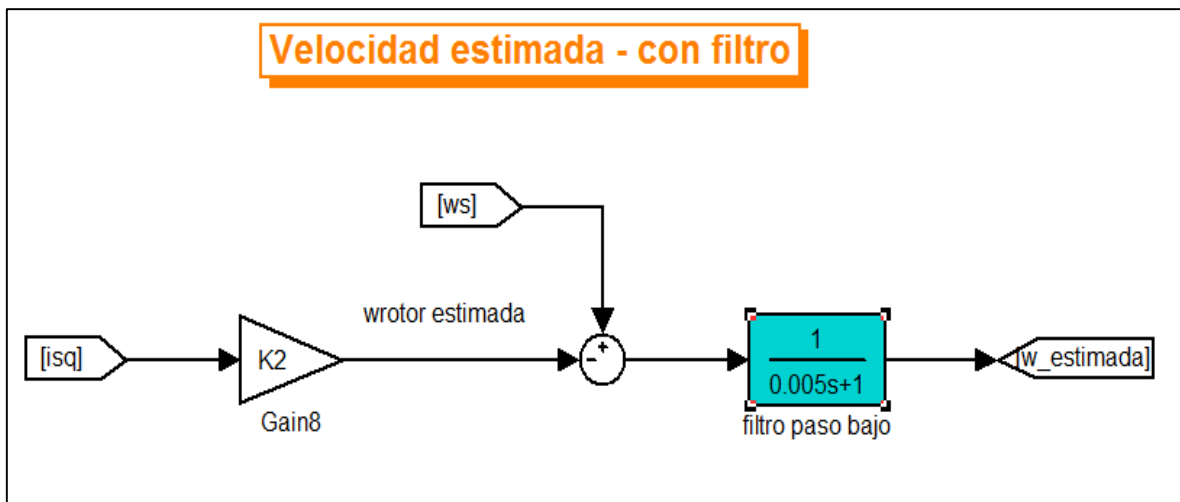 Velocidad estimada - con filtro
[ws]
wrotor estimada
[isq]
K2
- +
1
0.005s+1
[w_estimada]
Gain8
filtro paso bajo